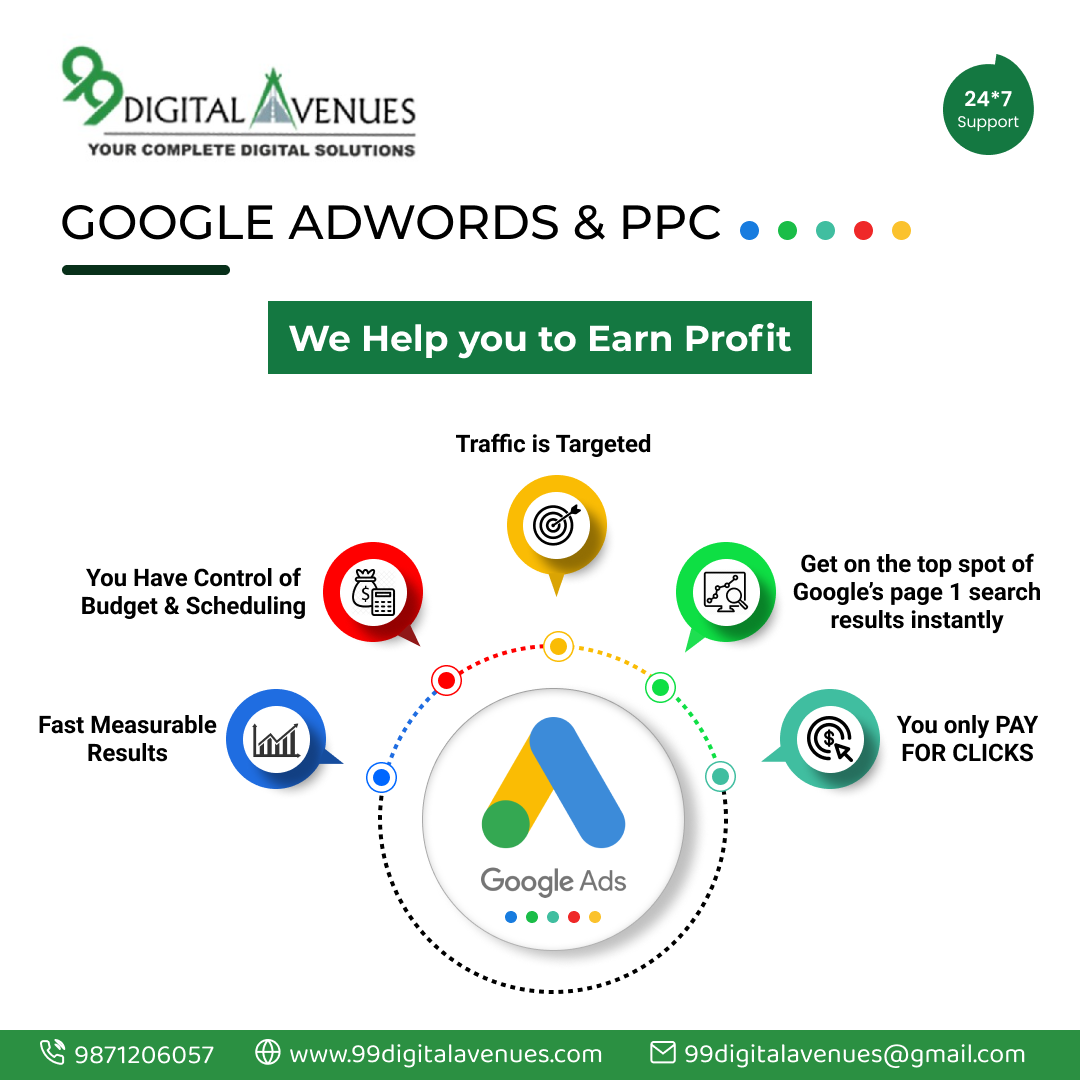 99 DIGITAL AVENUES
YOUR COMPLETE DIGITAL SOLUTIONS
24*7
Support
GOOGLE ADWORDS & PPC
We Help you to Earn Profit
Traffic is Targeted
You Have Control of
Budget & Scheduling
Get on the top spot of
Google's page 1 search
results instantly
Fast Measurable
Results
You only PAY
FOR CLICKS
Google Ads
9871206057
www.99digitalavenues.com
99digitalavenues@gmail.com